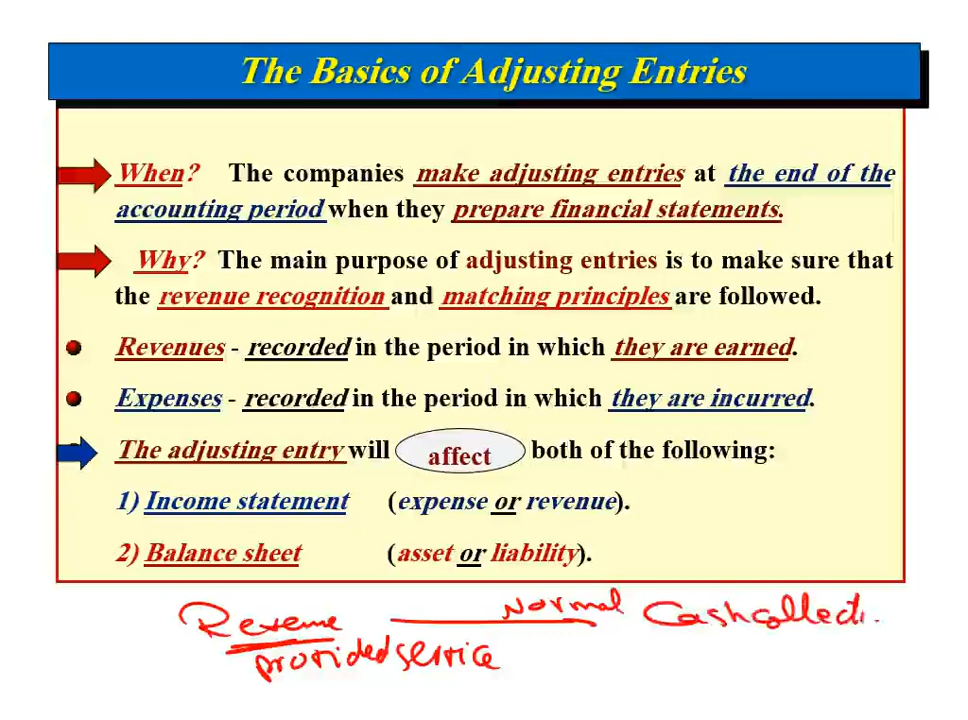 The Basics of Adjusting Entries
When? The companies make adjusting entries at the end of the
accounting period when they prepare financial statements.
Why? The main purpose of adjusting entries is to make sure that
the revenue recognition and matching principles are followed.
Revenues - recorded in the period in which they are earned.
Expenses - recorded in the period in which they are incurred.
The adjusting entry will affect both of the following:
1) Income statement (expense or revenue).
2) Balance sheet (asset or liability).
Revenue Normal Cash collecti.
provided service